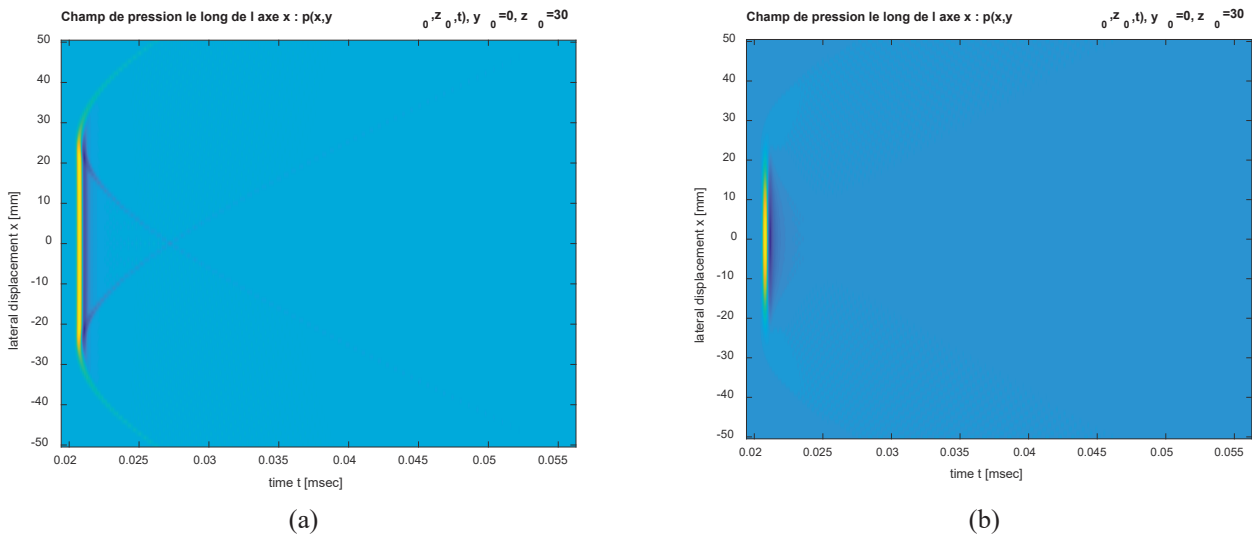 Champ de pression le long de l axe x : p(x,y 0,z 0,t), y 0=0, z 0=30
50
40
30
20
10
0
-10
-20
-30
-40
-50
lateral displacement x [mm]
0.02 0.025 0.03 0.035 0.04 0.045 0.05 0.055
time t [msec]
(a)
Champ de pression le long de l axe x : p(x,y 0,z 0,t), y 0=0, z 0=30
50
40
30
20
10
0
-10
-20
-30
-40
-50
lateral displacement x [mm]
0.02 0.025 0.03 0.035 0.04 0.045 0.05 0.055
time t [msec]
(b)